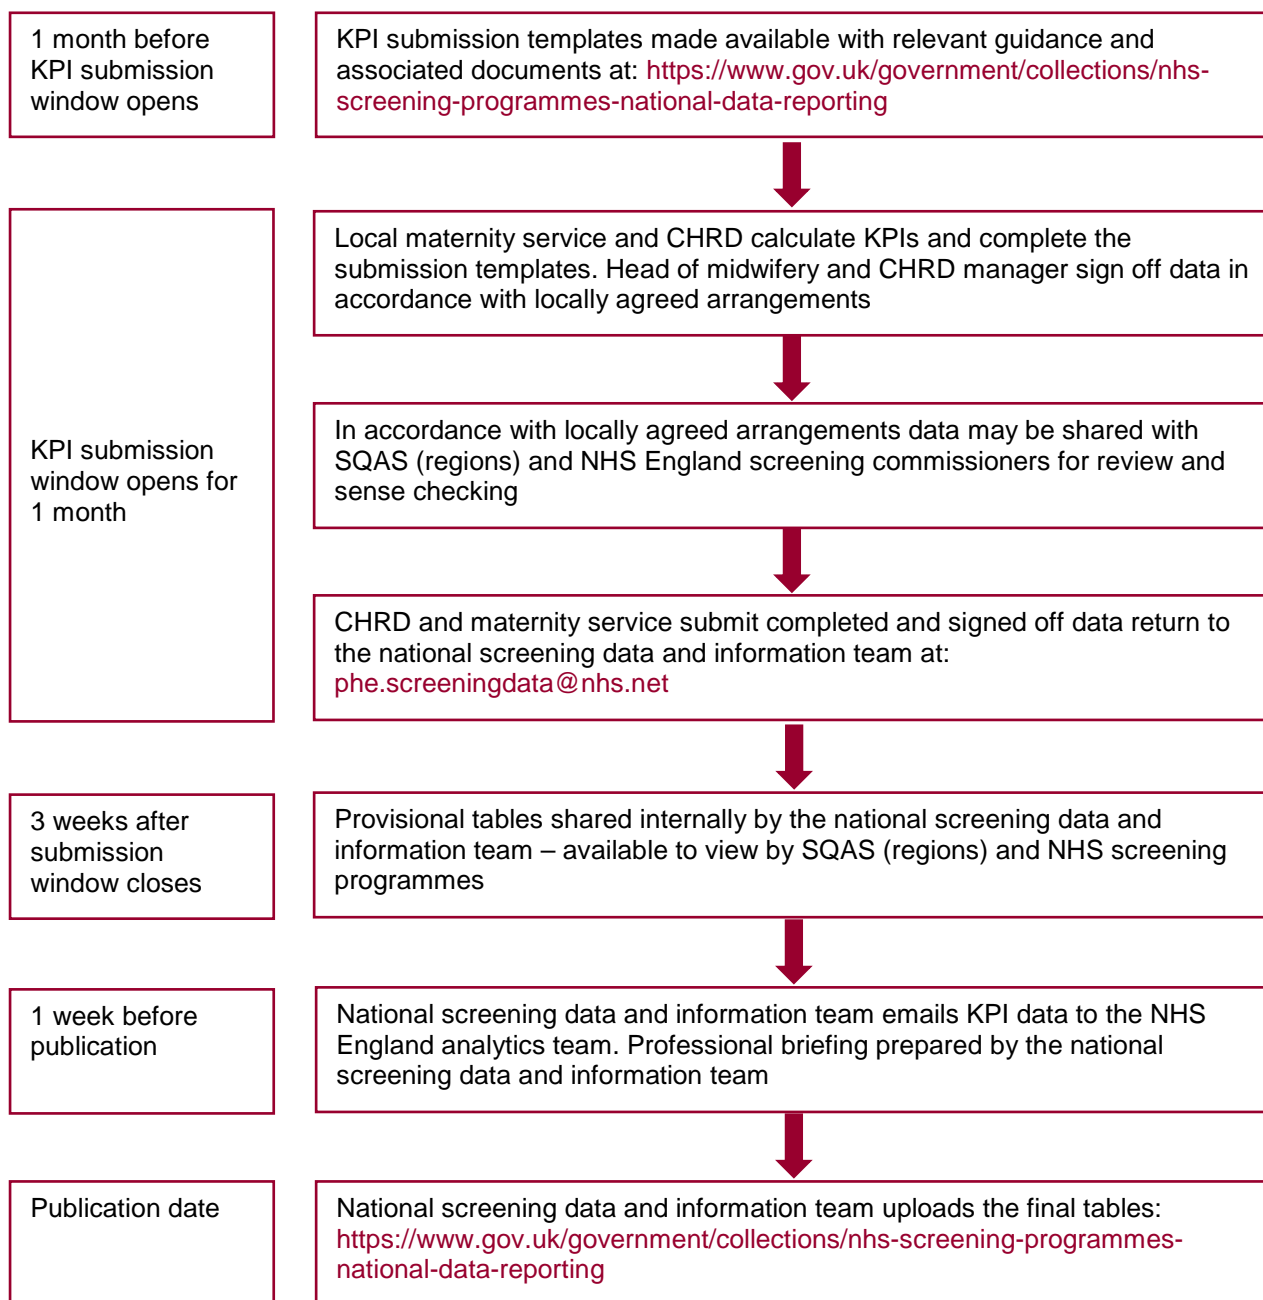 1 month before
KPI submission
window opens
KPI submission templates made available with relevant guidance and
associated documents at: https://www.gov.uk/government/collections/nhs-
screening-programmes-national-data-reporting
KPI submission
window opens for
1 month
Local maternity service and CHRD calculate KPIs and complete the
submission templates. Head of midwifery and CHRD manager sign off data in
accordance with locally agreed arrangements
In accordance with locally agreed arrangements data may be shared with
SQAS (regions) and NHS England screening commissioners for review and
sense checking
CHRD and maternity service submit completed and signed off data return to
the national screening data and information team at:
phe.screeningdata@nhs.net
3 weeks after
submission
window closes
Provisional tables shared internally by the national screening data and
information team – available to view by SQAS (regions) and NHS screening
programmes
1 week before
publication
National screening data and information team emails KPI data to the NHS
England analytics team. Professional briefing prepared by the national
screening data and information team
Publication date
National screening data and information team uploads the final tables:
https://www.gov.uk/government/collections/nhs-screening-programmes-
national-data-reporting